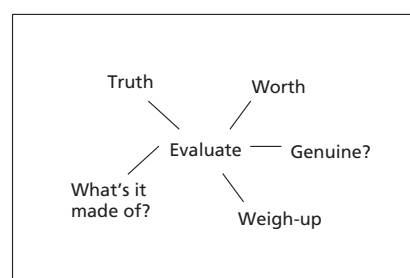 Truth
Worth
Evaluate
Genuine?
What's it
made of?
Weigh-up